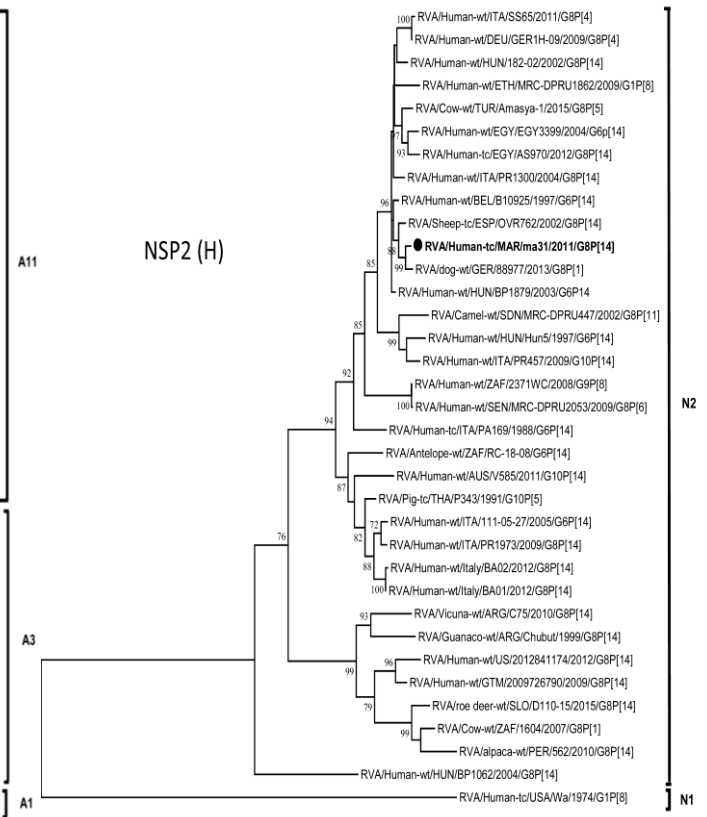 RVA/Human-wt/ITA/SS65/2011/G8P[4]
100
RVA/Human-wt/DEU/GER1H-09/2009/G8P[4]
RVA/Human-wt/HUN/182-02/2002/G8P[14]
RVA/Human-wt/ETH/MRC-DPRU1862/2009/G1P[8]
RVA/Cow-wt/TUR/Amasya-1/2015/G8P[5]
RVA/Human-wt/EGY/EGY3399/2004/G6p[14]
93
RVA/Human-tc/EGY/AS970/2012/G8P[14]
RVA/Human-wt/ITA/PR1300/2004/G8P[14]
96
RVA/Human-wt/BEL/B10925/1997/G6P[14]
RVA/Sheep-tc/ESP/OVR762/2002/G8P[14]
NSP2 (H)
88
RVA/Human-tc/MAR/ma31/2011/G8P[14]
A11
85
99
RVA/dog-wt/GER/88977/2013/G8P[1]
RVA/Human-wt/HUN/BP1879/2003/G6P14
RVA/Camel-wt/SDN/MRC-DPRU447/2002/G8P[11]
85
RVA/Human-wt/HUN/Hun5/1997/G6P[14]
99
RVA/Human-wt/ITA/PR457/2009/G10P[14]
92
RVA/Human-wt/ZAF/2371WC/2008/G9P[8]
N2
100
RVA/Human-wt/SEN/MRC-DPRU2053/2009/G8P[6]
94
RVA/Human-tc/ITA/PA169/1988/G6P[14]
RVA/Antelope-wt/ZAF/RC-18-08/G6P[14]
87
RVA/Human-wt/AUS/V585/2011/G10P[14]
RVA/Pig-tc/THA/P343/1991/G10P[5]
72
RVA/Human-wt/ITA/111-05-27/2005/G6P[14]
76
82
RVA/Human-wt/ITA/PR1973/2009/G8P[14]
88
RVA/Human-wt/Italy/BA02/2012/G8P[14]
100
RVA/Human-wt/Italy/BA01/2012/G8P[14]
93
RVA/Vicuna-wt/ARG/C75/2010/G8P[14]
A3
RVA/Guanaco-wt/ARG/Chubut/1999/G8P[14]
99
96
RVA/Human-wt/US/2012841174/2012/G8P[14]
RVA/Human-wt/GTM/2009726790/2009/G8P[14]
79
RVA/roe deer-wt/SLO/D110-15/2015/G8P[14]
99
RVA/Cow-wt/ZAF/1604/2007/G8P[1]
RVA/alpaca-wt/PER/562/2010/G8P[14]
RVA/Human-wt/HUN/BP1062/2004/G8P[14]
A1
RVA/Human-tc/USA/Wa/1974/G1P[8]
N1